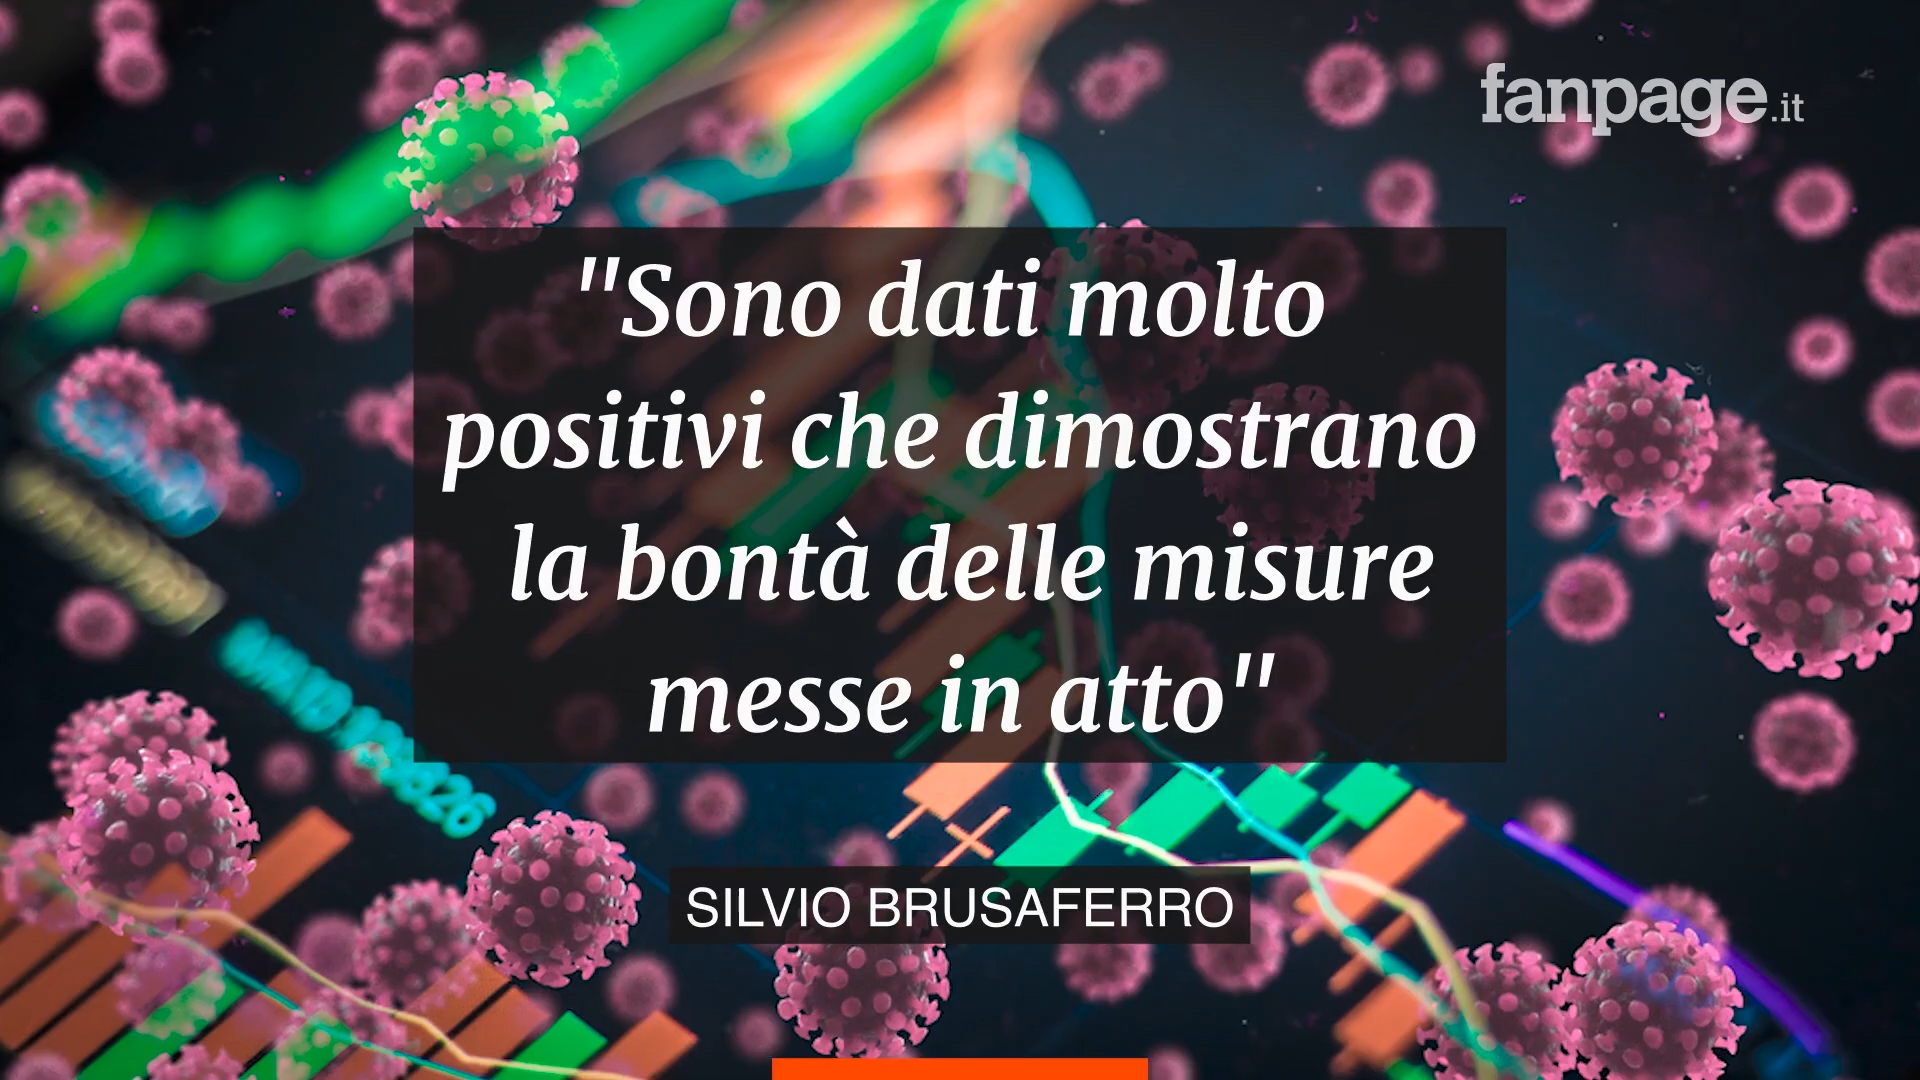 fanpage.it
"Sono dati molto
positivi che dimostrano
la bontà delle misure
messe in atto"
SILVIO BRUSAFERRO